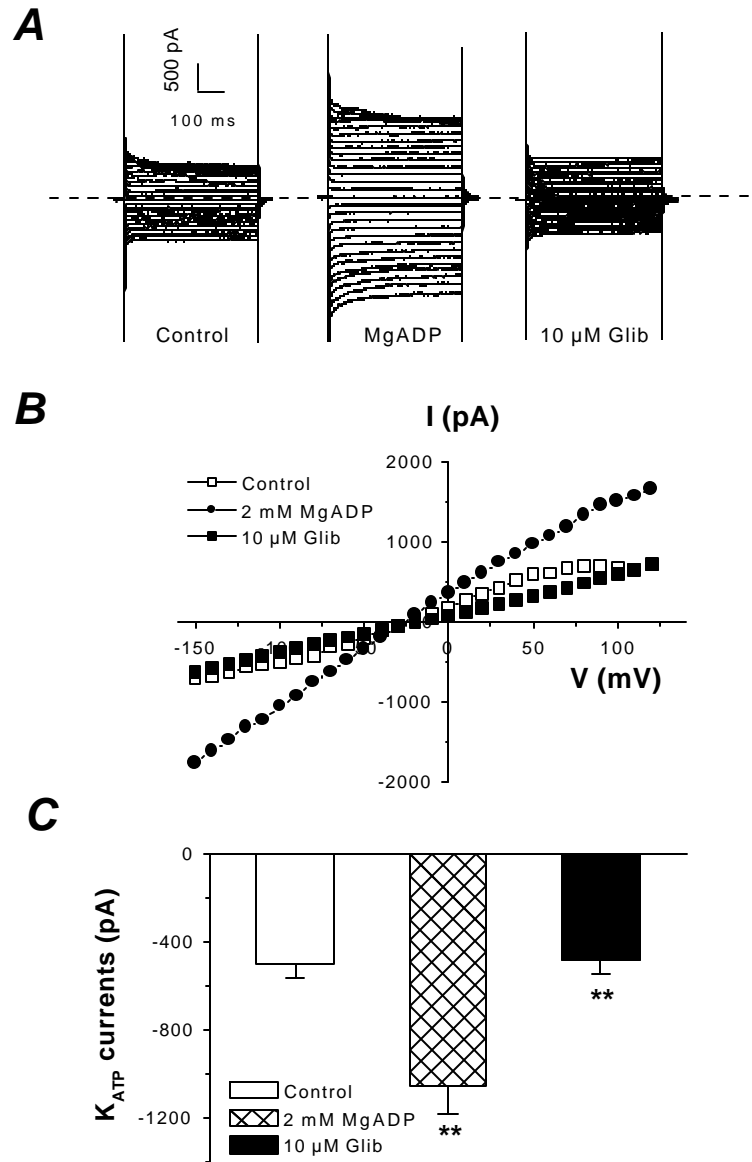 A
500 pA
100 ms
Control
MgADP
10 µM Glib
B
I (pA)
Control
2 mM MgADP
10 µM Glib
2000
1000
0
-150
50
100
V (mV)
-1000
-2000
C
K_ATP currents (pA)
0
-400
-800
-1200
Control
2 mM MgADP
10 µM Glib
**
**